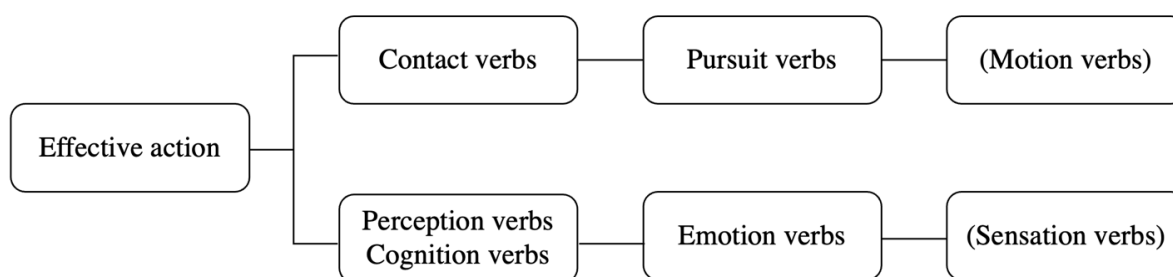 Contact verbs
Pursuit verbs
(Motion verbs)
Effective action
Perception verbs
Cognition verbs
Emotion verbs
(Sensation verbs)